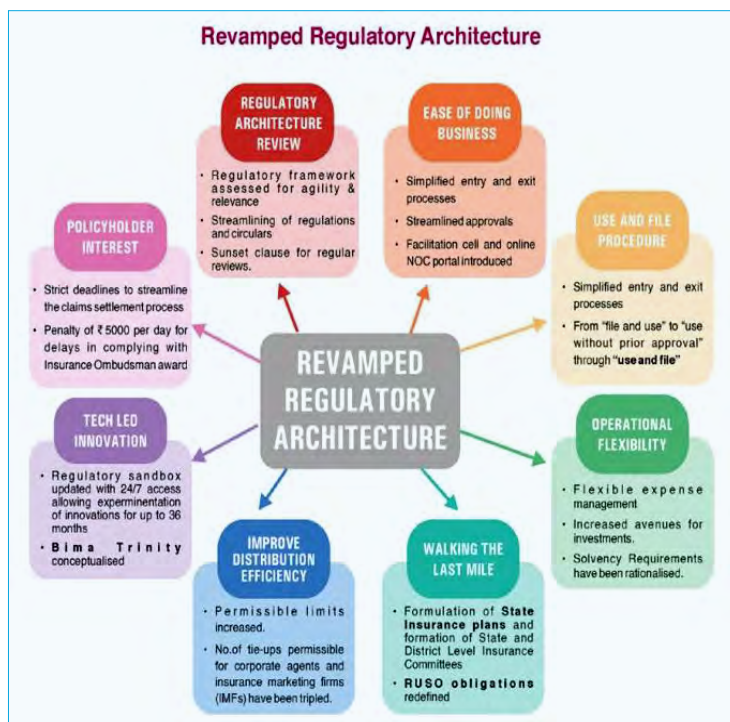 Revamped Regulatory Architecture
REGULATORY
ARCHITECTURE
REVIEW
• Regulatory framework
assessed for agility &
relevance
• Streamlining of regulations
and circulars
• Sunset clause for regular
reviews.
EASE OF DOING
BUSINESS
• Simplified entry and exit
processes
• Streamlined approvals
• Facilitation cell and online
NOC portal introduced
POLICYHOLDER
INTEREST
• Strict deadlines to streamline
the claims settlement process
• Penalty of ₹ 5000 per day for
delays in complying with
Insurance Ombudsman award
USE AND FILE
PROCEDURE
• Simplified entry and exit
processes
• From “file and use” to “use
without prior approval”
through “use and file”
REVAMPED
REGULATORY
ARCHITECTURE
TECH LED
INNOVATION
• Regulatory sandbox
updated with 24/7 access
allowing experminentation
of innovations for up to 36
months
• Bima Trinity
conceptualised
OPERATIONAL
FLEXIBILITY
• Flexible expense
management
• Increased avenues for
investments.
• Solvency Requirements
have been rationalised.
IMPROVE
DISTRIBUTION
EFFICIENCY
• Permissible limits
increased.
• No.of tie-ups permissible
for corporate agents and
insurance marketing firms
(IMFs) have been tripled.
WALKING THE
LAST MILE
• Formulation of State
Insurance plans and
formation of State and
District Level Insurance
Committees
• RUSO obligations
redefined